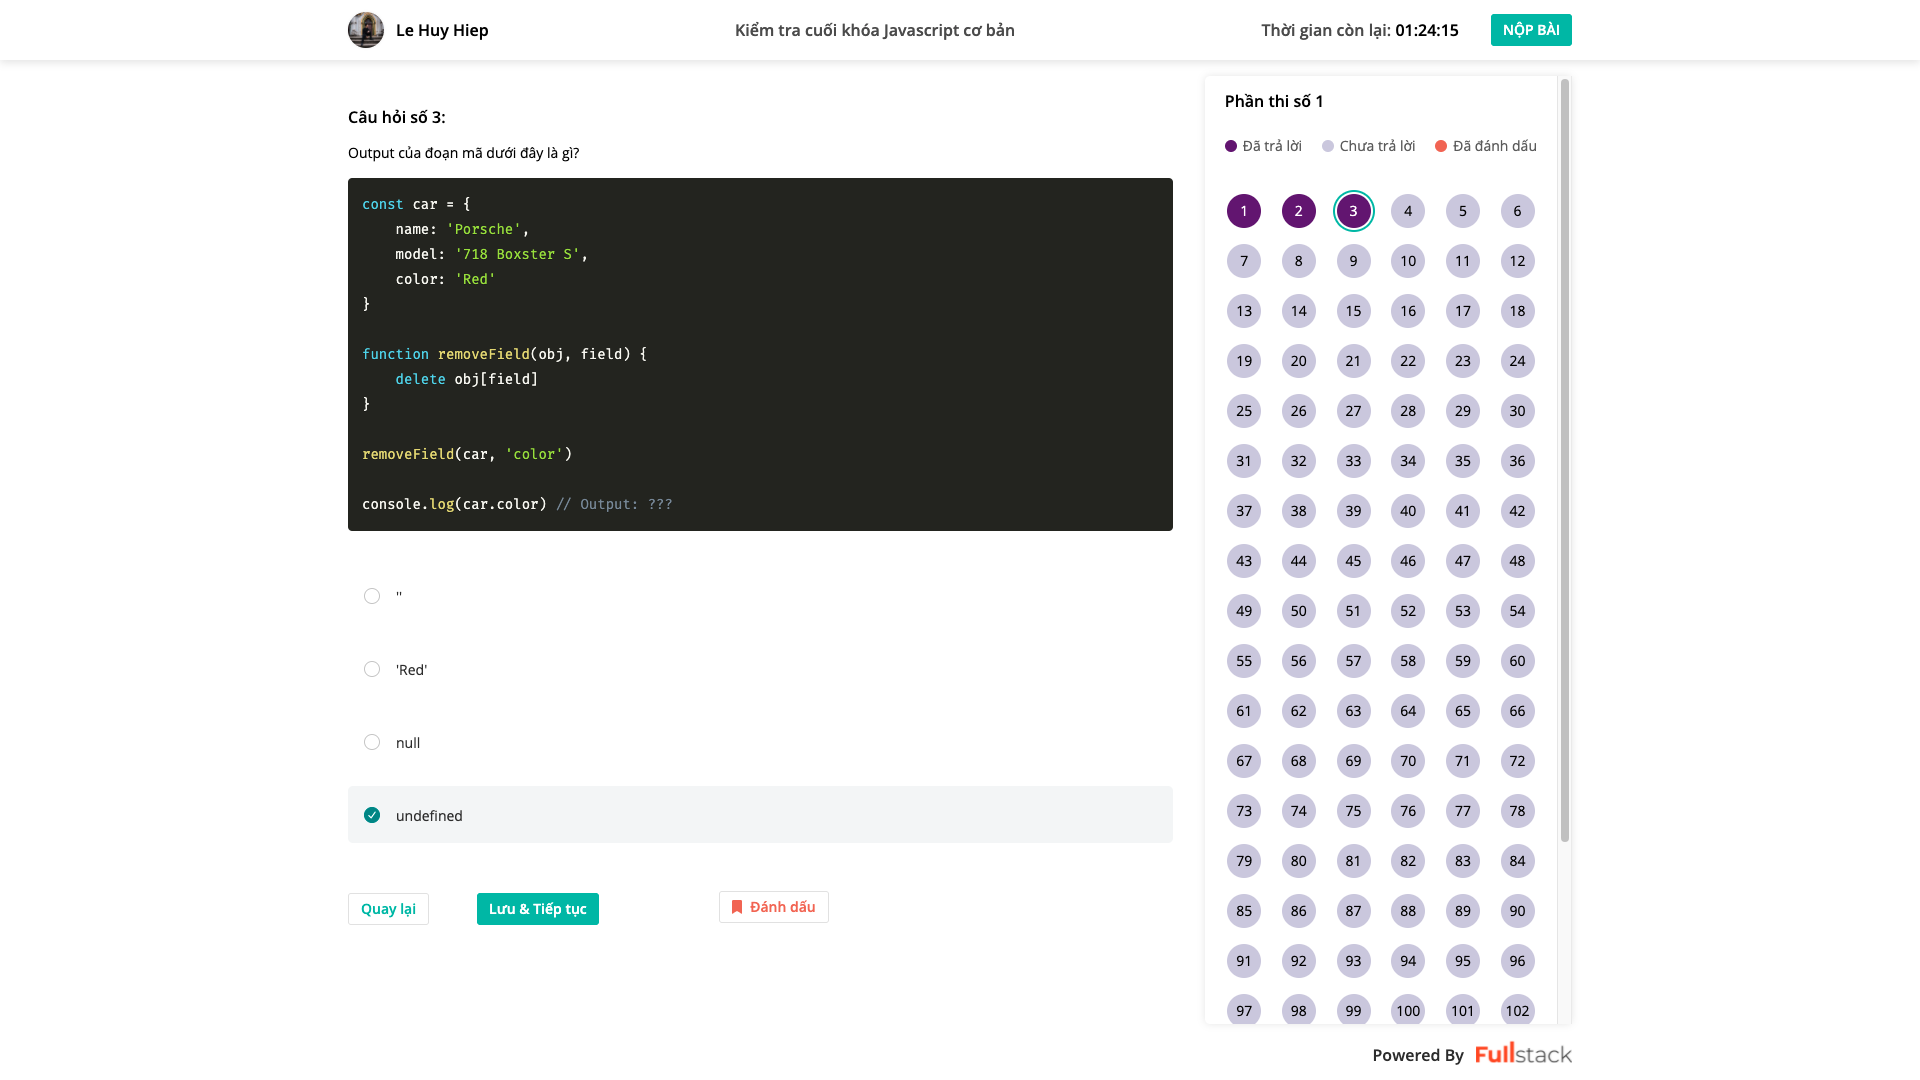 Le Huy Hiep
Kiểm tra cuối khóa Javascript cơ bản
Thời gian còn lại: 01:24:15
NỘP BÀI
Câu hỏi số 3:
Output của đoạn mã dưới đây là gì?
const car = {
    name: 'Porsche',
    model: '718 Boxster S',
    color: 'Red'
}

function removeField(obj, field) {
    delete obj[field]
}

removeField(car, 'color')

console.log(car.color) // Output: ???
''
'Red'
null
undefined
Quay lại
Lưu & Tiếp tục
Đánh dấu
Phần thi số 1
Đã trả lời Chưa trả lời Đã đánh dấu
1 2 3 4 5 6
7 8 9 10 11 12
13 14 15 16 17 18
19 20 21 22 23 24
25 26 27 28 29 30
31 32 33 34 35 36
37 38 39 40 41 42
43 44 45 46 47 48
49 50 51 52 53 54
55 56 57 58 59 60
61 62 63 64 65 66
67 68 69 70 71 72
73 74 75 76 77 78
79 80 81 82 83 84
85 86 87 88 89 90
91 92 93 94 95 96
97 98 99 100 101 102
Powered By Fullstack